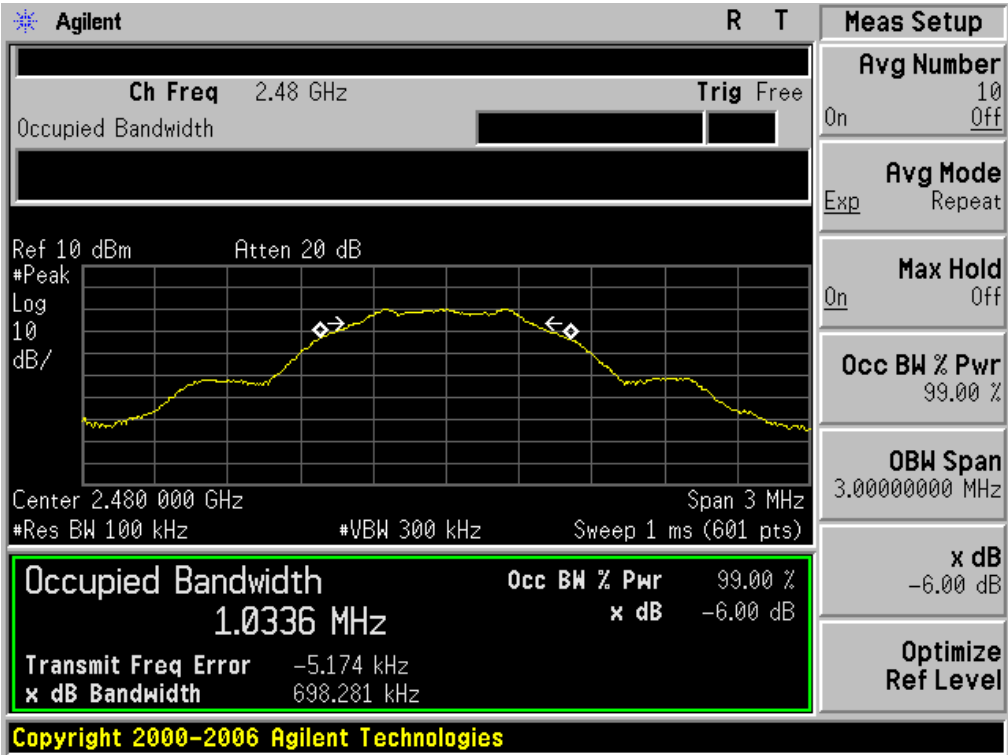 Agilent R T
Ch Freq 2.48 GHz Trig Free
Occupied Bandwidth
Ref 10 dBm Atten 20 dB
#Peak
Log
10
dB/
Center 2.480 000 GHz Span 3 MHz
#Res BW 100 kHz #VBW 300 kHz Sweep 1 ms (601 pts)
Occupied Bandwidth Occ BW % Pwr 99.00 %
1.0336 MHz x dB -6.00 dB
Transmit Freq Error -5.174 kHz
x dB Bandwidth 698.281 kHz
Copyright 2000-2006 Agilent Technologies
Meas Setup
Avg Number
10
On Off
Avg Mode
Exp Repeat
Max Hold
On Off
Occ BW % Pwr
99.00 %
OBW Span
3.00000000 MHz
x dB
-6.00 dB
Optimize
Ref Level